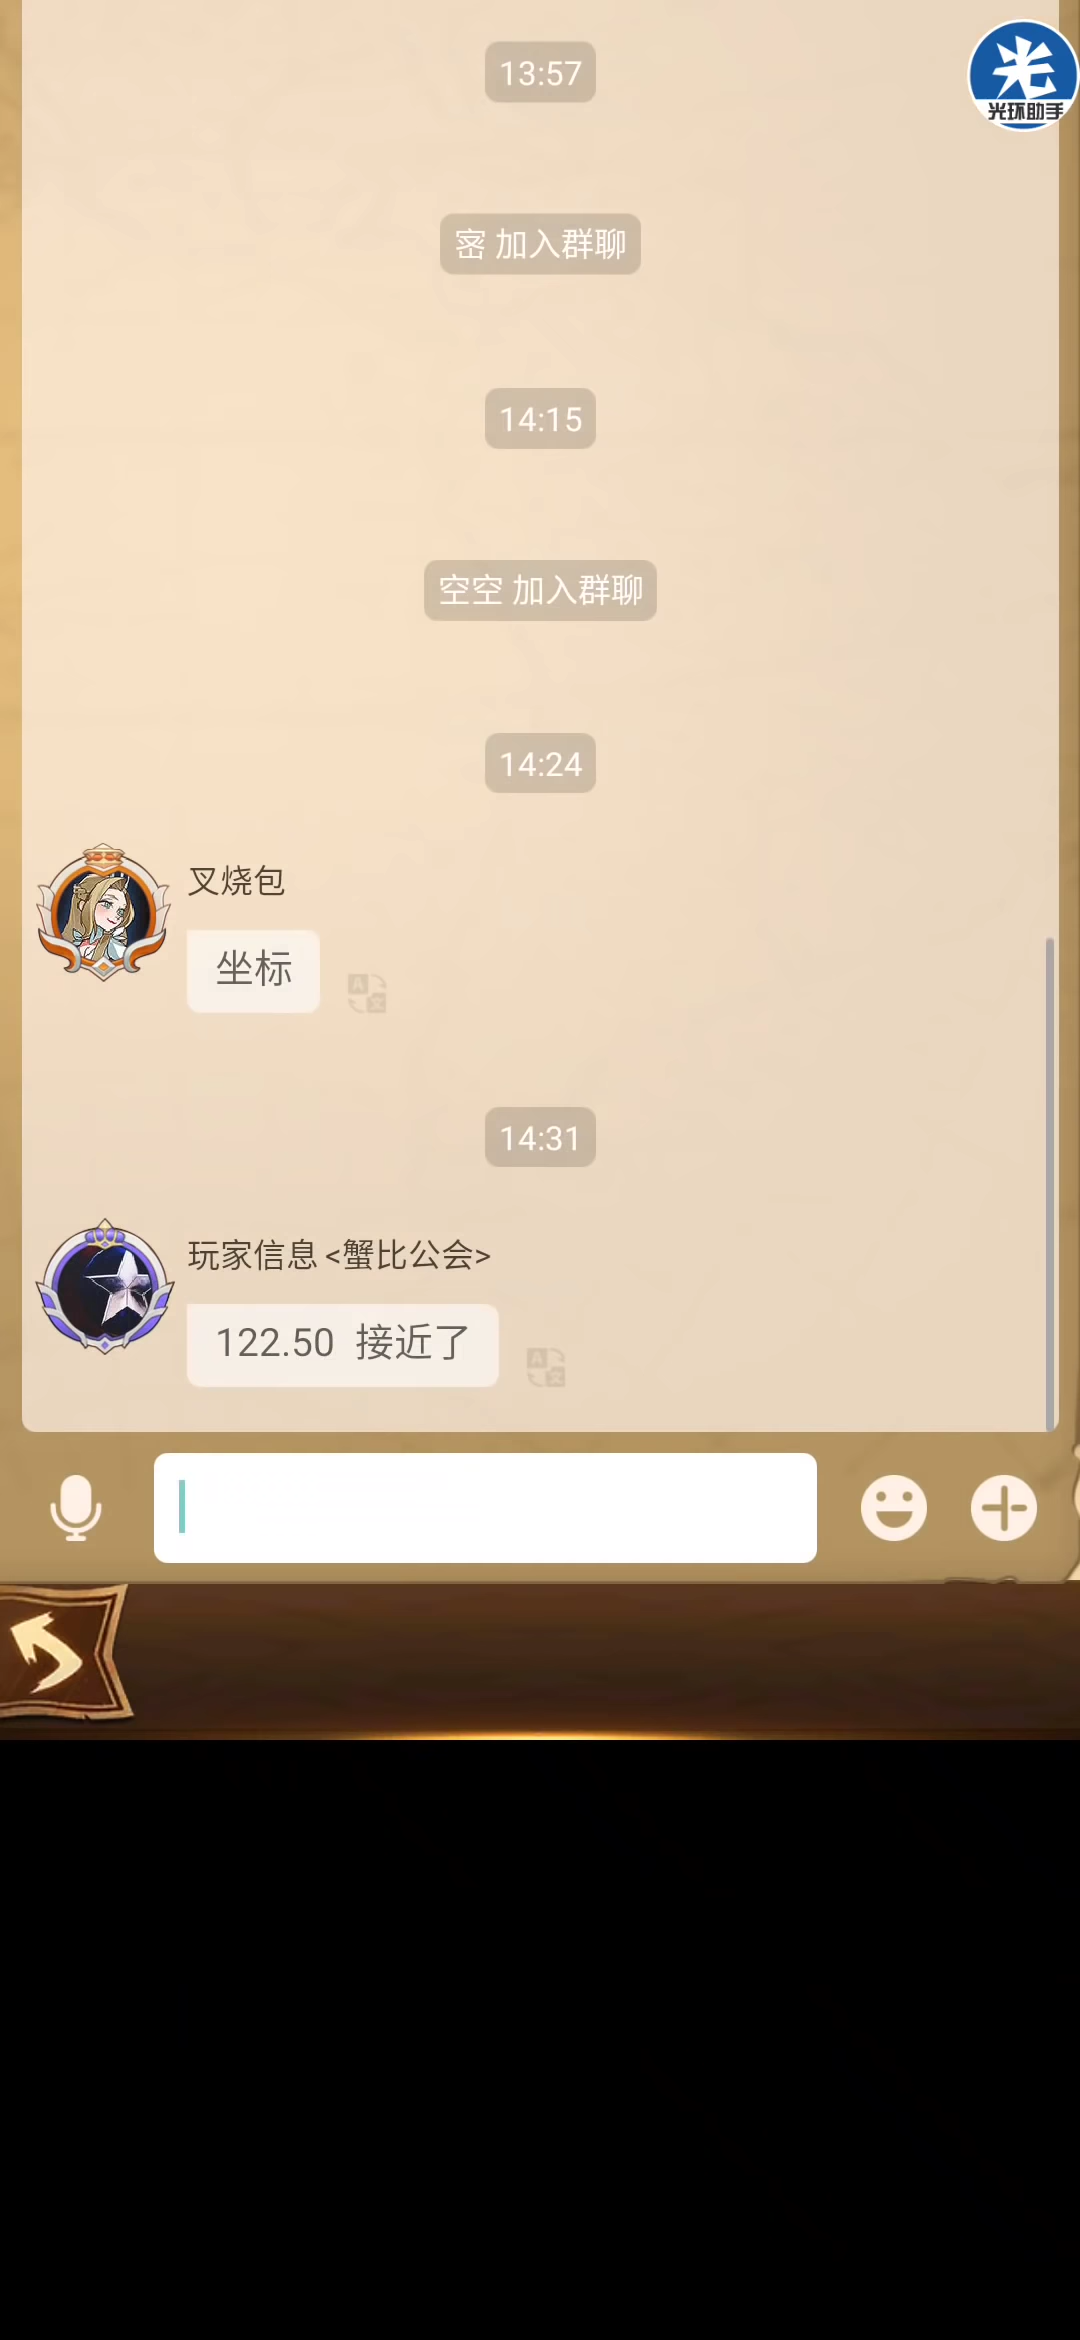 13:57
光
光环助手
宻 加入群聊
14:15
空空 加入群聊
14:24
叉烧包
坐标
14:31
玩家信息 <蟹比公会>
122.50 接近了